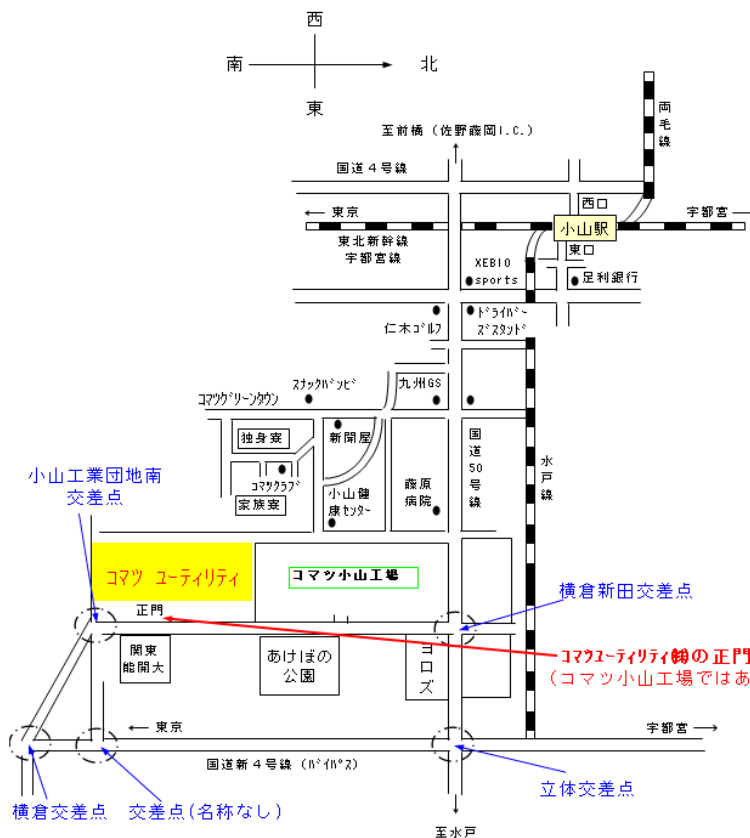 西
南
北
東
両毛線
至前橋 (佐野藤岡I.C.)
国道4号線
西口
東京
宇都宮
小山駅
東北新幹線
宇都宮線
東口
XEBIO
sports
足利銀行
仁木ゴルフ
ドライバー
ズスタンド
スナックバンビ
九州GS
コマツグリーンタウン
独身寮
新開屋
国道50号線
水戸線
小山工業団地南
交差点
コマツクラブ
家族寮
小山健
康センター
藤原
病院
コマツ ユーティリティ
コマツ小山工場
横倉新田交差点
正門
関東
能開大
あけぼの
公園
ヨロズ
コマツユーティリティ㈱の正門
(コマツ小山工場ではあ
東京
宇都宮
国道新4号線 (バイパス)
横倉交差点
交差点(名称なし)
立体交差点
至水戸